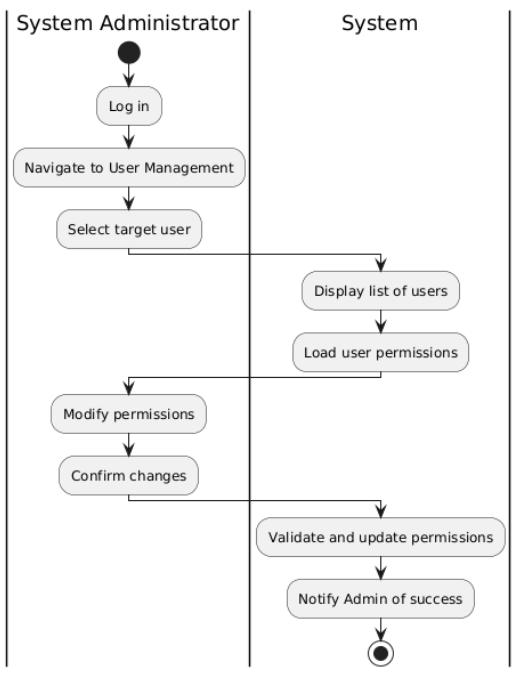 System Administrator
System
Log in
Navigate to User Management
Select target user
Display list of users
Load user permissions
Modify permissions
Confirm changes
Validate and update permissions
Notify Admin of success